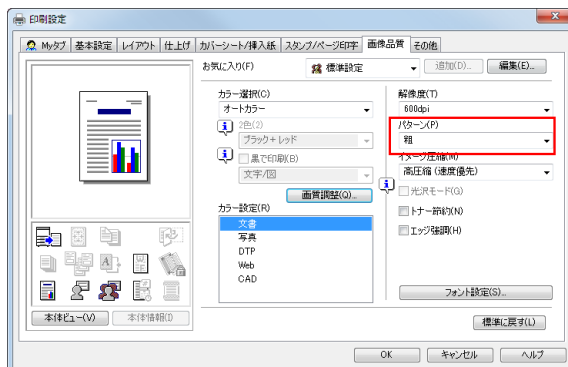 印刷設定
Myタブ 基本設定 レイアウト 仕上げ カバーシート/挿入紙 スタンプ/ページ印字 画像品質 その他
お気に入り(F) 標準設定 追加(D)... 編集(E)...
カラー選択(C)
オートカラー
2色(2)
ブラック+レッド
黒で印刷(B)
文字/図
画質調整(Q)...
カラー設定(R)
文書
写真
DTP
Web
CAD
解像度(T)
600dpi
パターン(P)
粗
イメージ圧縮(M)
高圧縮 (速度優先)
光沢モード(G)
トナー節約(N)
エッジ強調(H)
フォント設定(S)...
本体ビュー(V) 本体情報(I)
標準に戻す(L)
OK キャンセル ヘルプ